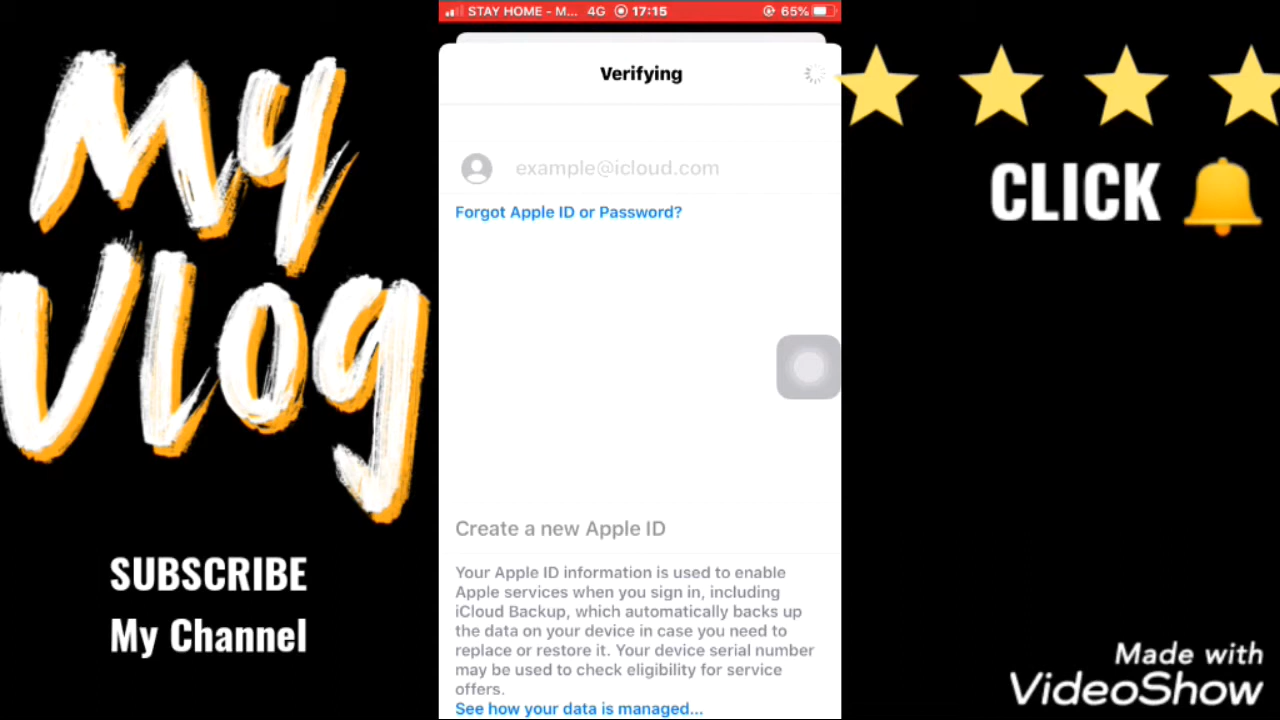 My
Vlog
SUBSCRIBE
My Channel
STAY HOME - M... 4G 17:15 65%
Verifying
example@icloud.com
Forgot Apple ID or Password?
Create a new Apple ID
Your Apple ID information is used to enable
Apple services when you sign in, including
iCloud Backup, which automatically backs up
the data on your device in case you need to
replace or restore it. Your device serial number
may be used to check eligibility for service
offers.
See how your data is managed...
CLICK
Made with
VideoShow